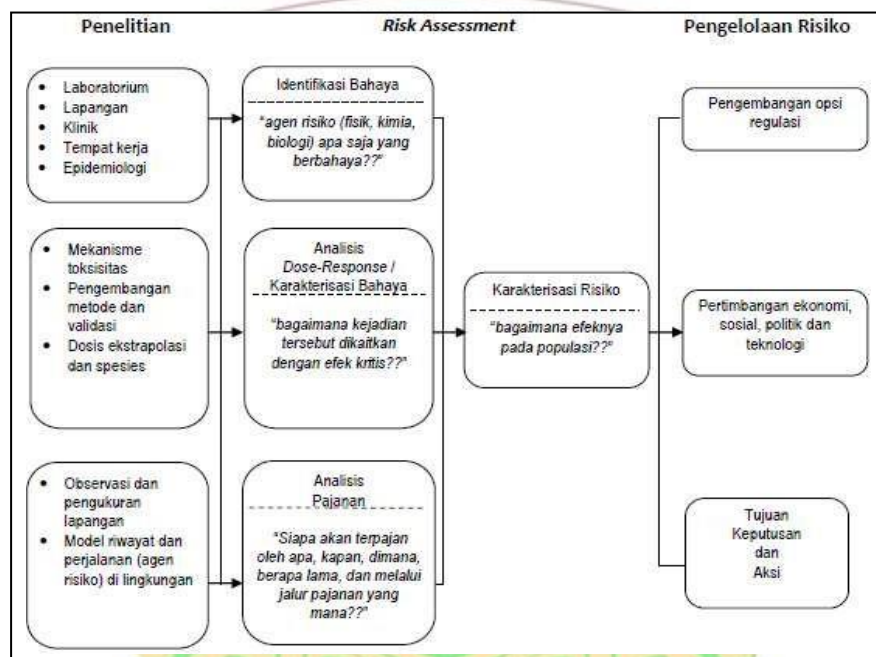 Penelitian
Risk Assessment
Pengelolaan Risiko
• Laboratorium
• Lapangan
• Klinik
• Tempat kerja
• Epidemiologi
Identifikasi Bahaya
"agen risiko (fisik, kimia,
biologi) apa saja yang
berbahaya??"
Pengembangan opsi
regulasi
• Mekanisme
toksisitas
• Pengembangan
metode dan
validasi
• Dosis ekstrapolasi
dan spesies
Analisis
Dose-Response /
Karakterisasi Bahaya
"bagaimana kejadian
tersebut dikaitkan
dengan efek kritis??"
Karakterisasi Risiko
"bagaimana efeknya
pada populasi??"
Pertimbangan ekonomi,
sosial, politik dan
teknologi
• Observasi dan
pengukuran
lapangan
• Model riwayat dan
perjalanan (agen
risiko) di lingkungan
Analisis
Pajanan
"Siapa akan terpajan
oleh apa, kapan, dimana,
berapa lama, dan melalui
jalur pajanan yang
mana??"
Tujuan
Keputusan
dan
Aksi